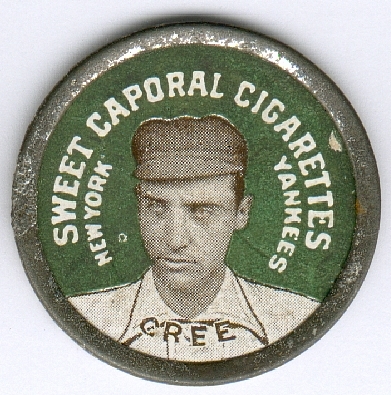 SWEET CAPORAL CIGARETTES
NEW YORK
YANKEES
CREE